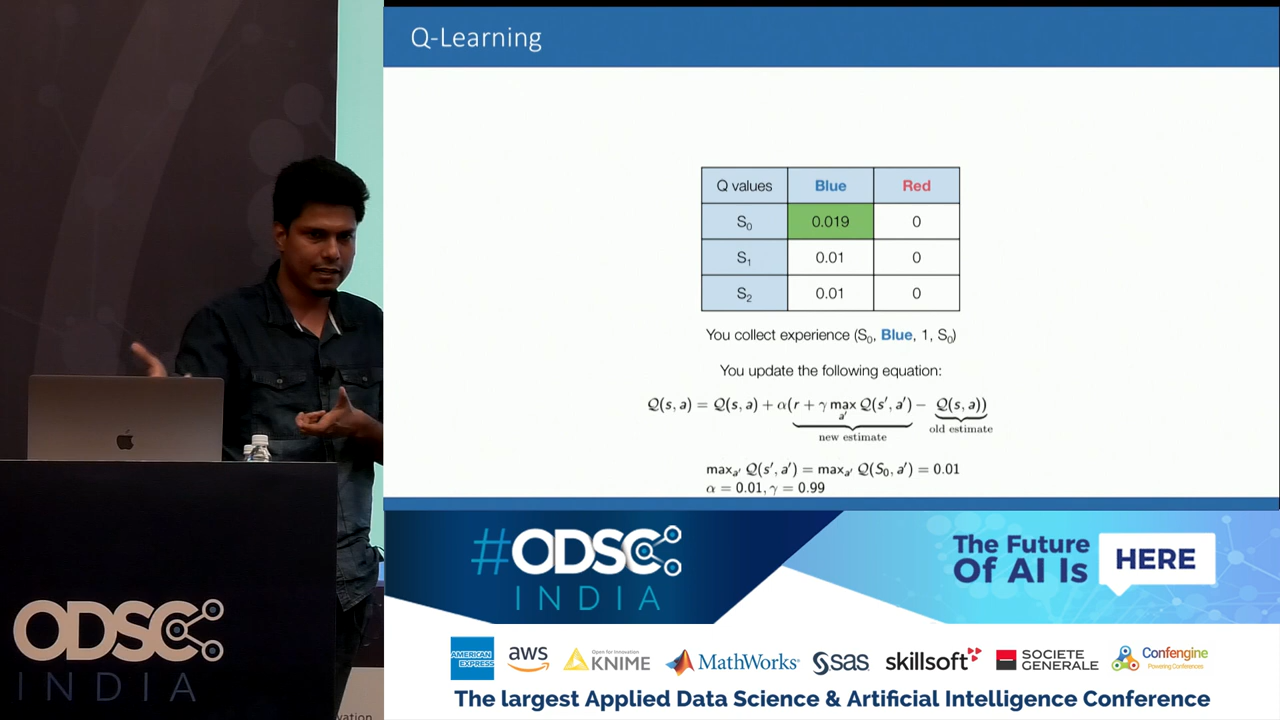 Q-Learning
Q values Blue Red
S₀ 0.019 0
S₁ 0.01 0
S₂ 0.01 0
You collect experience (S₀, Blue, 1, S₀)
You update the following equation:
Q(s, a) = Q(s, a) + α(r + γ max Q(s′, a′) − Q(s, a))
a′
new estimate
old estimate
maxₐ′ Q(s′, a′) = maxₐ′ Q(S₀, a′) = 0.01
α = 0.01, γ = 0.99
#ODSC
INDIA
The Future
Of AI Is
HERE
ODSC
INDIA
vation
AMERICAN
EXPRESS
aws
Open for Innovation
KNIME
MathWorks®
sas
skillsoft
SOCIETE
GENERALE
Confengine
Powering Conferences
The largest Applied Data Science & Artificial Intelligence Conference